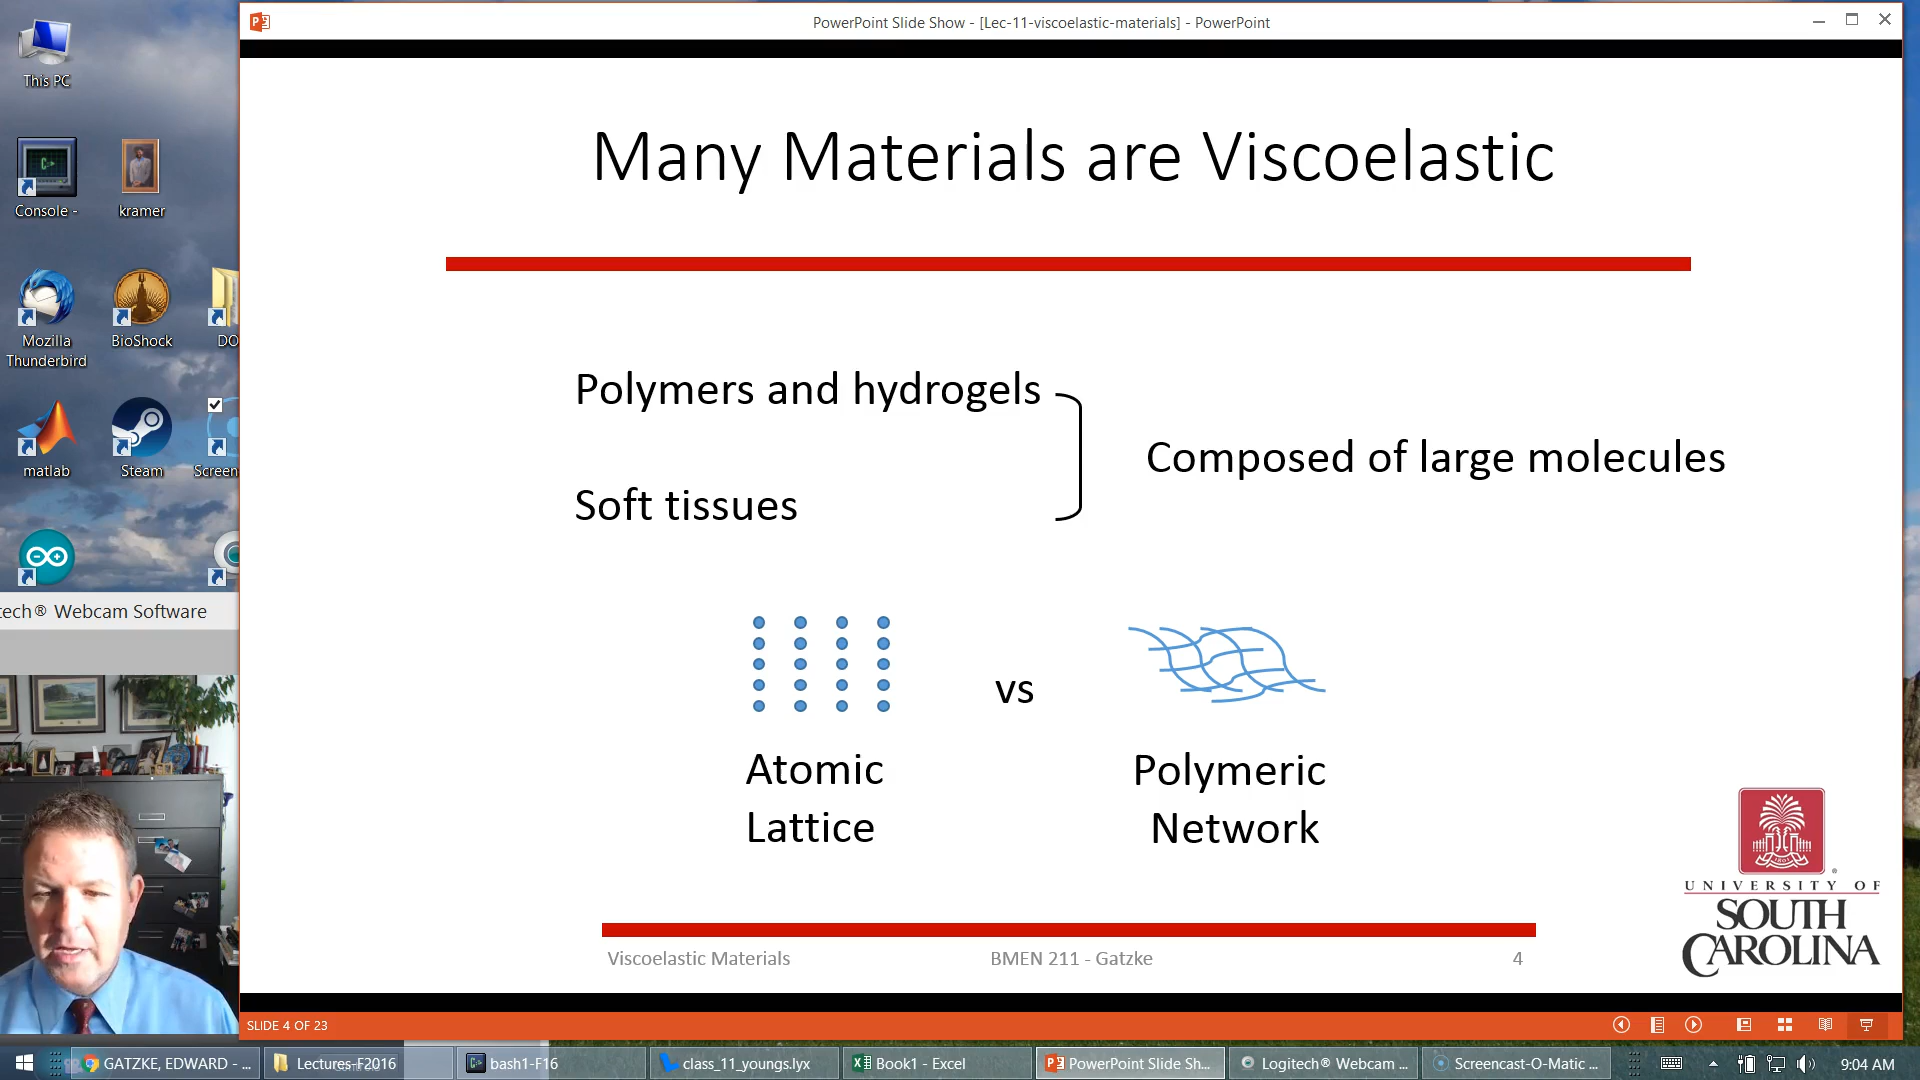 PowerPoint Slide Show - [Lec-11-viscoelastic-materials] - PowerPoint
This PC
Console -
kramer
Mozilla
Thunderbird
BioShock
DO
matlab
Steam
Screen
tech® Webcam Software
Many Materials are Viscoelastic
Polymers and hydrogels
Composed of large molecules
Soft tissues
vs
Atomic
Lattice
Polymeric
Network
UNIVERSITY OF
SOUTH
CAROLINA
Viscoelastic Materials
BMEN 211 - Gatzke
4
SLIDE 4 OF 23
GATZKE, EDWARD - ...
Lectures-F2016
bash1-F16
class_11_youngs.lyx
Book1 - Excel
PowerPoint Slide Sh...
Logitech® Webcam ...
Screencast-O-Matic ...
9:04 AM